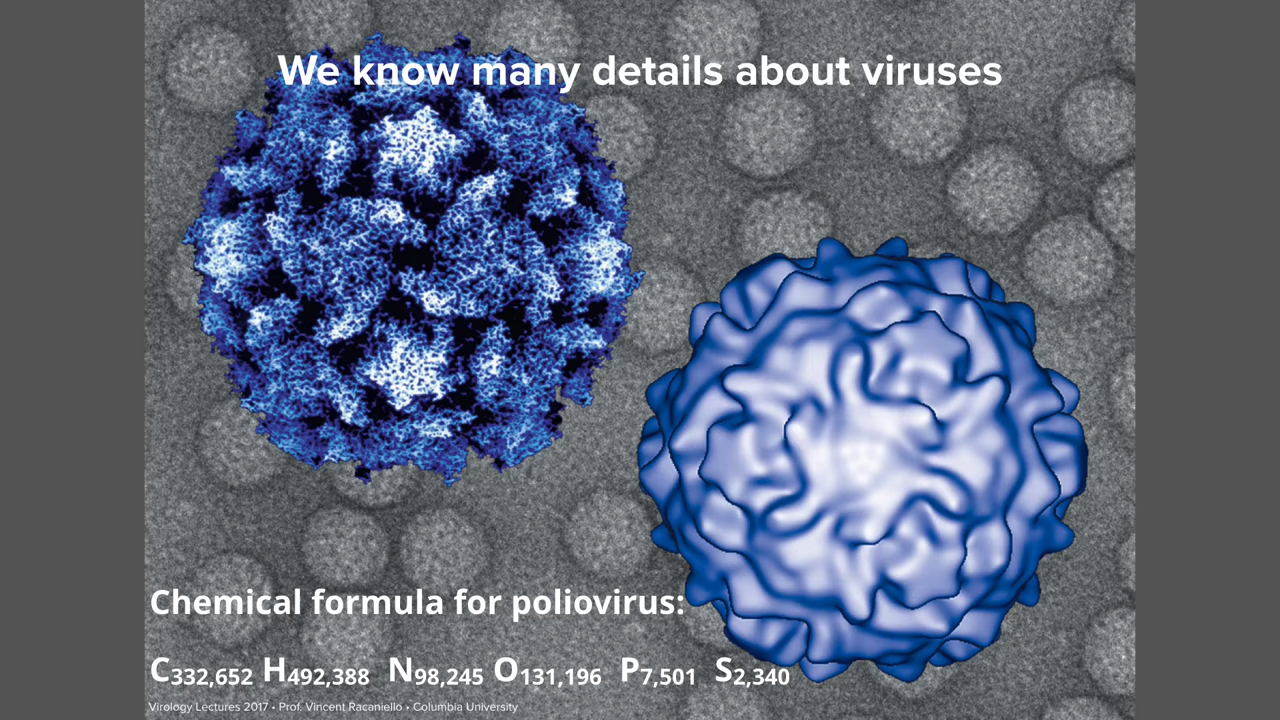 We know many details about viruses
Chemical formula for poliovirus:
C332,652 H492,388 N98,245 O131,196 P7,501 S2,340
Virology Lectures 2017 • Prof. Vincent Racaniello • Columbia University